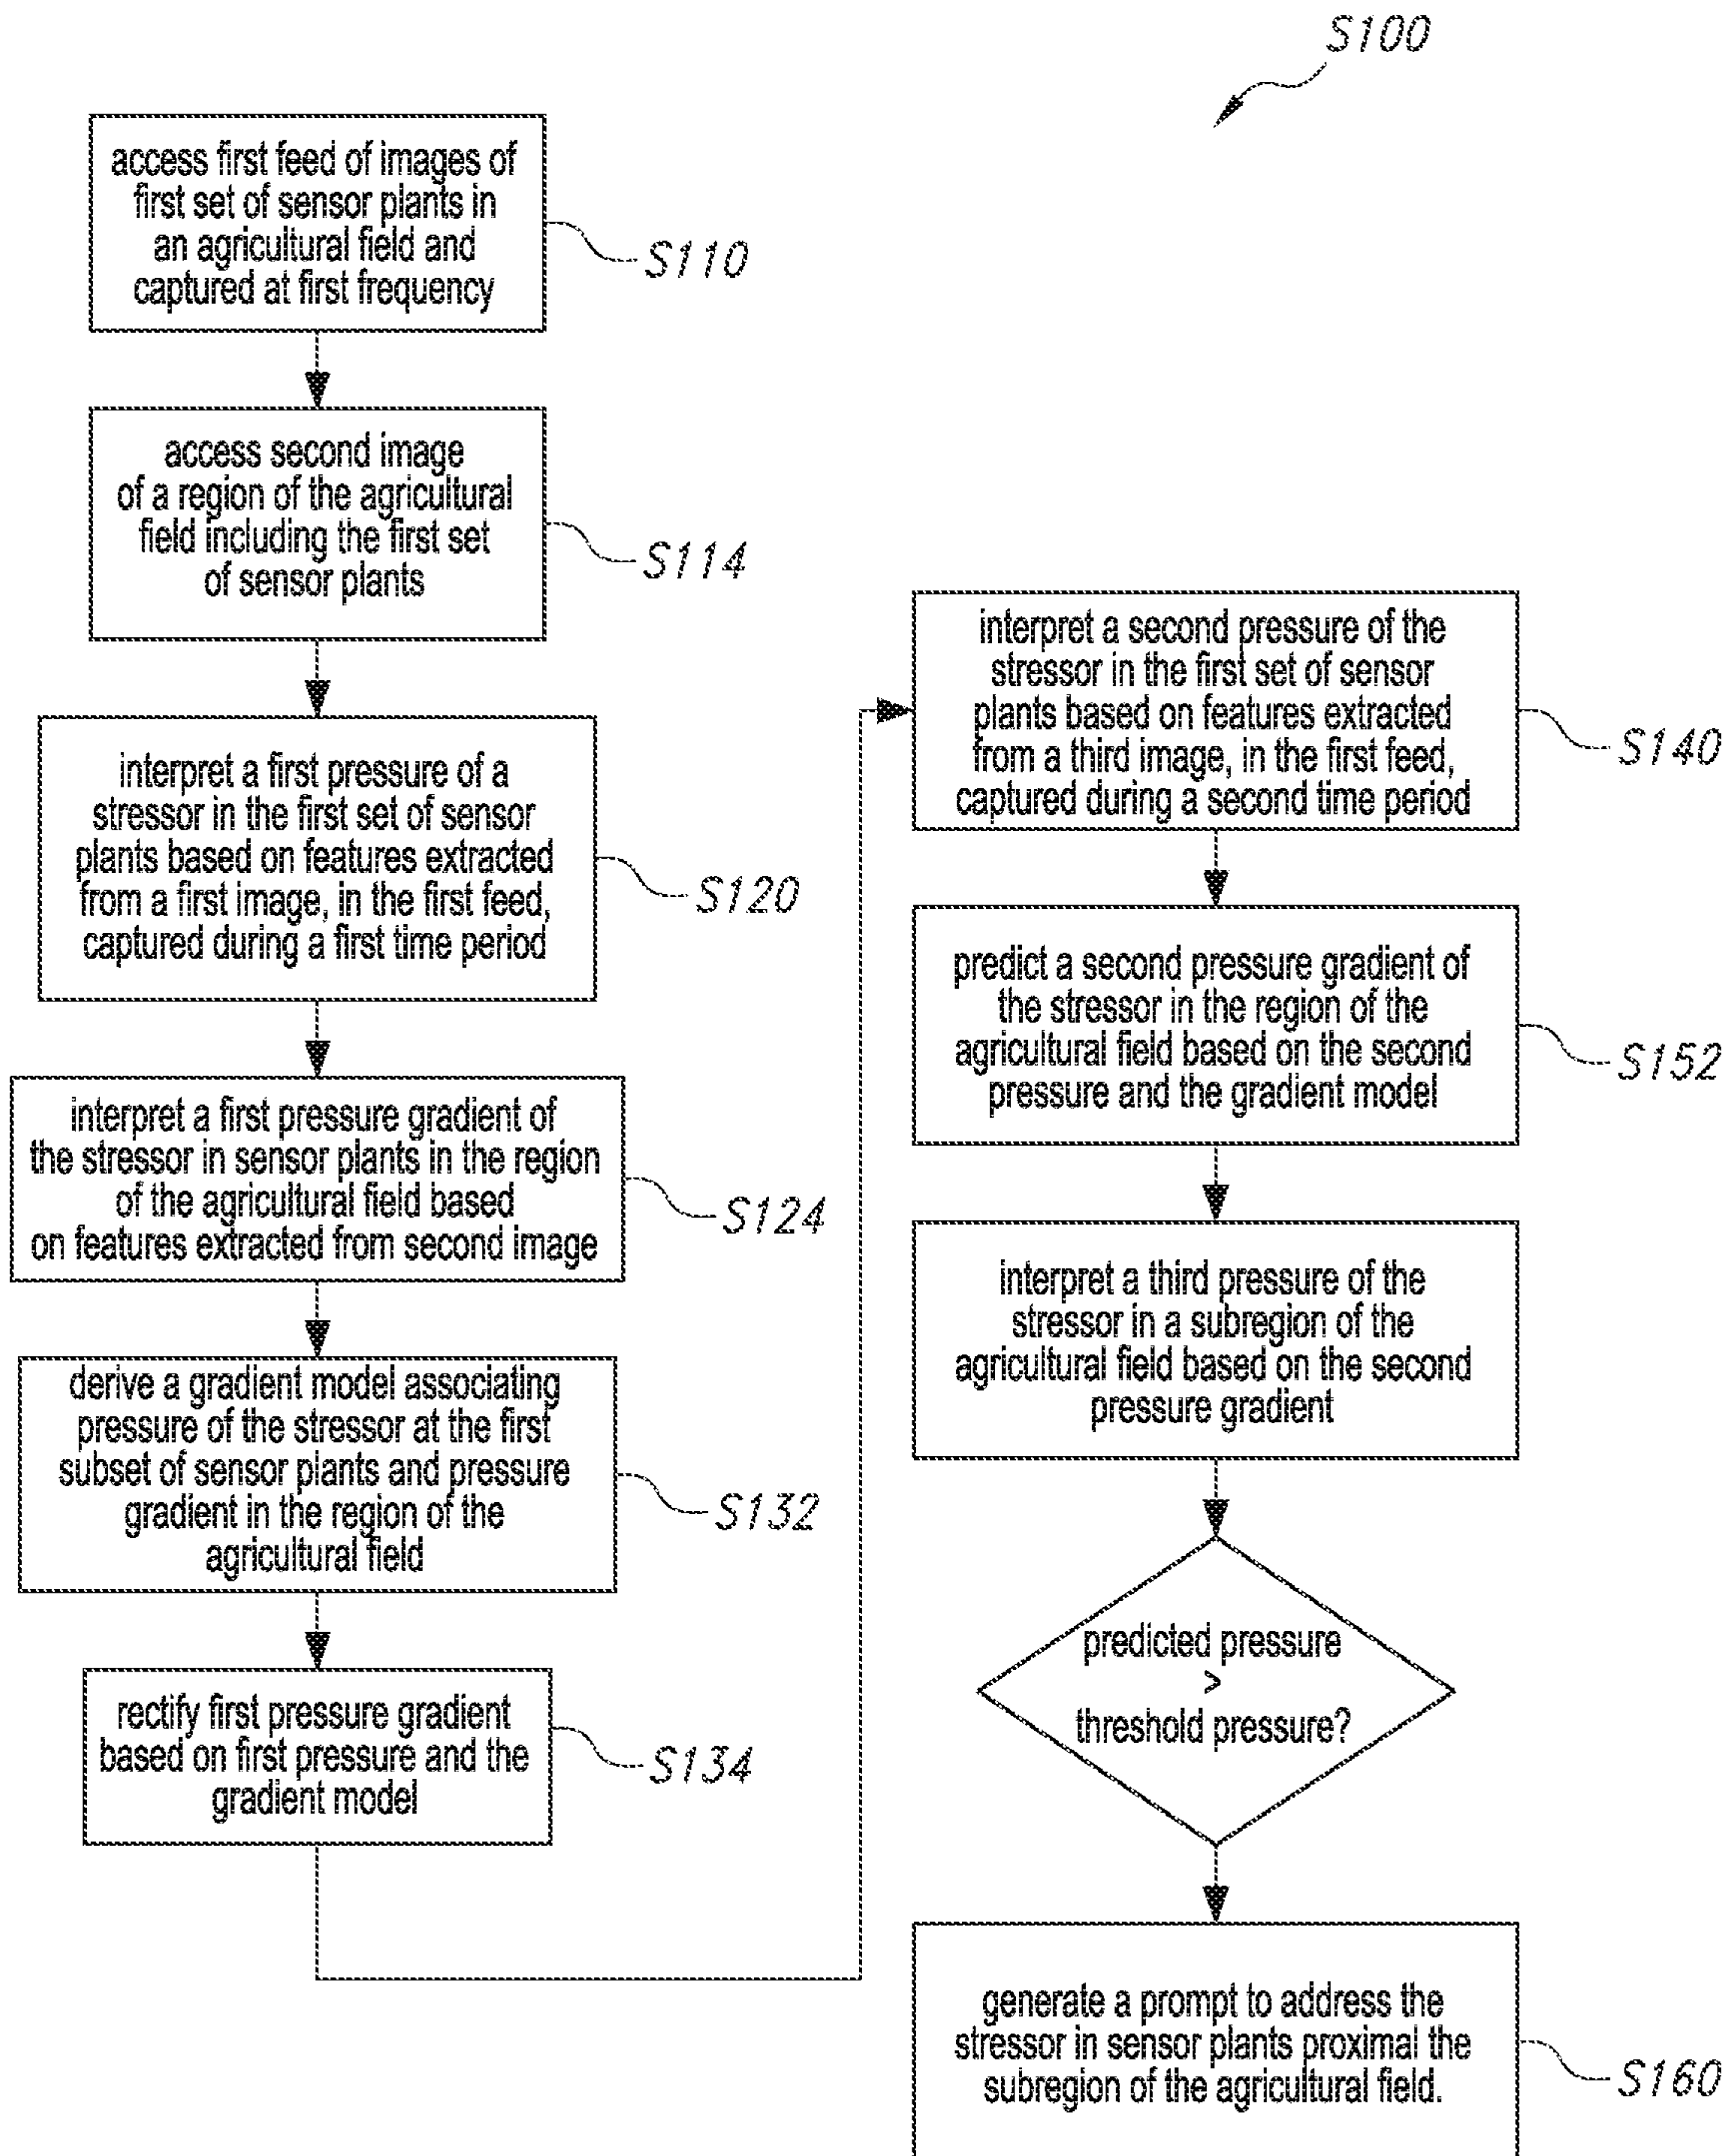 S100
access first feed of images of
first set of sensor plants in
an agricultural field and
captured at first frequency
S110
access second image
of a region of the agricultural
field including the first set
of sensor plants
S114
interpret a first pressure of a
stressor in the first set of sensor
plants based on features extracted
from a first image, in the first feed,
captured during a first time period
S120
interpret a first pressure gradient of
the stressor in sensor plants in the region
of the agricultural field based
on features extracted from second image
S124
derive a gradient model associating
pressure of the stressor at the first
subset of sensor plants and pressure
gradient in the region of the
agricultural field
S132
rectify first pressure gradient
based on first pressure and the
gradient model
S134
interpret a second pressure of the
stressor in the first set of sensor
plants based on features extracted
from a third image, in the first feed,
captured during a second time period
S140
predict a second pressure gradient of
the stressor in the region of the
agricultural field based on the second
pressure and the gradient model
S152
interpret a third pressure of the
stressor in a subregion of the
agricultural field based on the second
pressure gradient
predicted pressure
>
threshold pressure?
generate a prompt to address the
stressor in sensor plants proximal the
subregion of the agricultural field.
S160